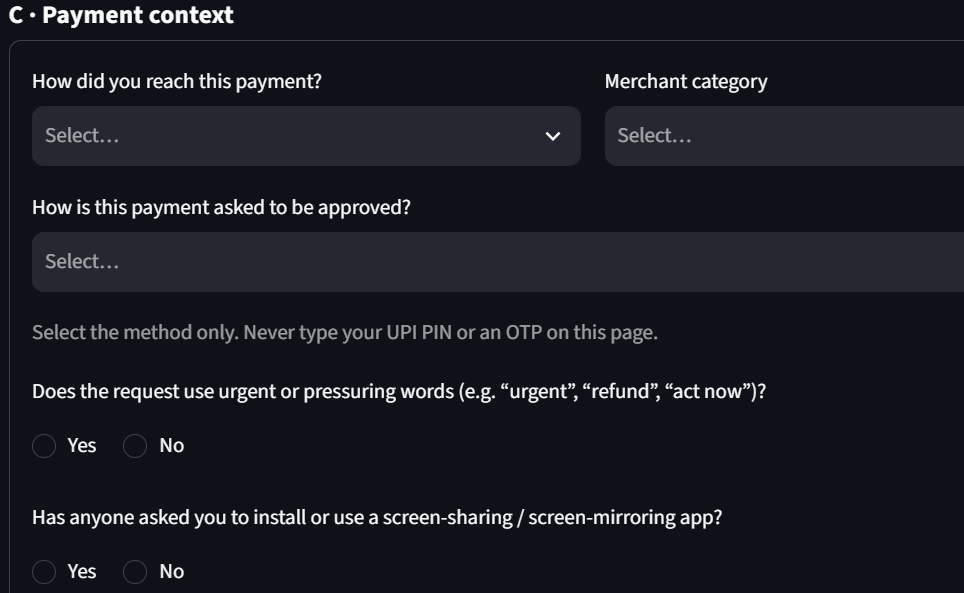 C · Payment context
How did you reach this payment?
Merchant category
Select…
Select…
How is this payment asked to be approved?
Select…
Select the method only. Never type your UPI PIN or an OTP on this page.
Does the request use urgent or pressuring words (e.g. “urgent”, “refund”, “act now”)?
Yes No
Has anyone asked you to install or use a screen-sharing / screen-mirroring app?
Yes No